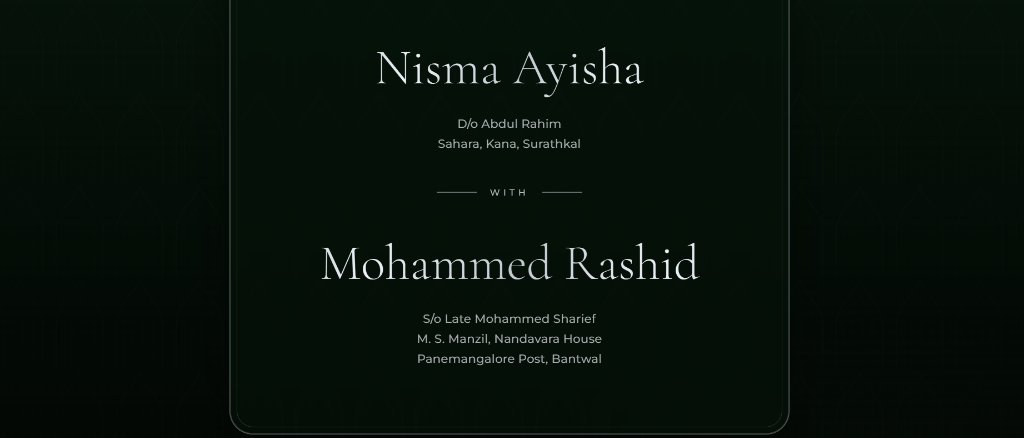 Nisma Ayisha
D/o Abdul Rahim
Sahara, Kana, Surathkal
WITH
Mohammed Rashid
S/o Late Mohammed Sharief
M. S. Manzil, Nandavara House
Panemangalore Post, Bantwal